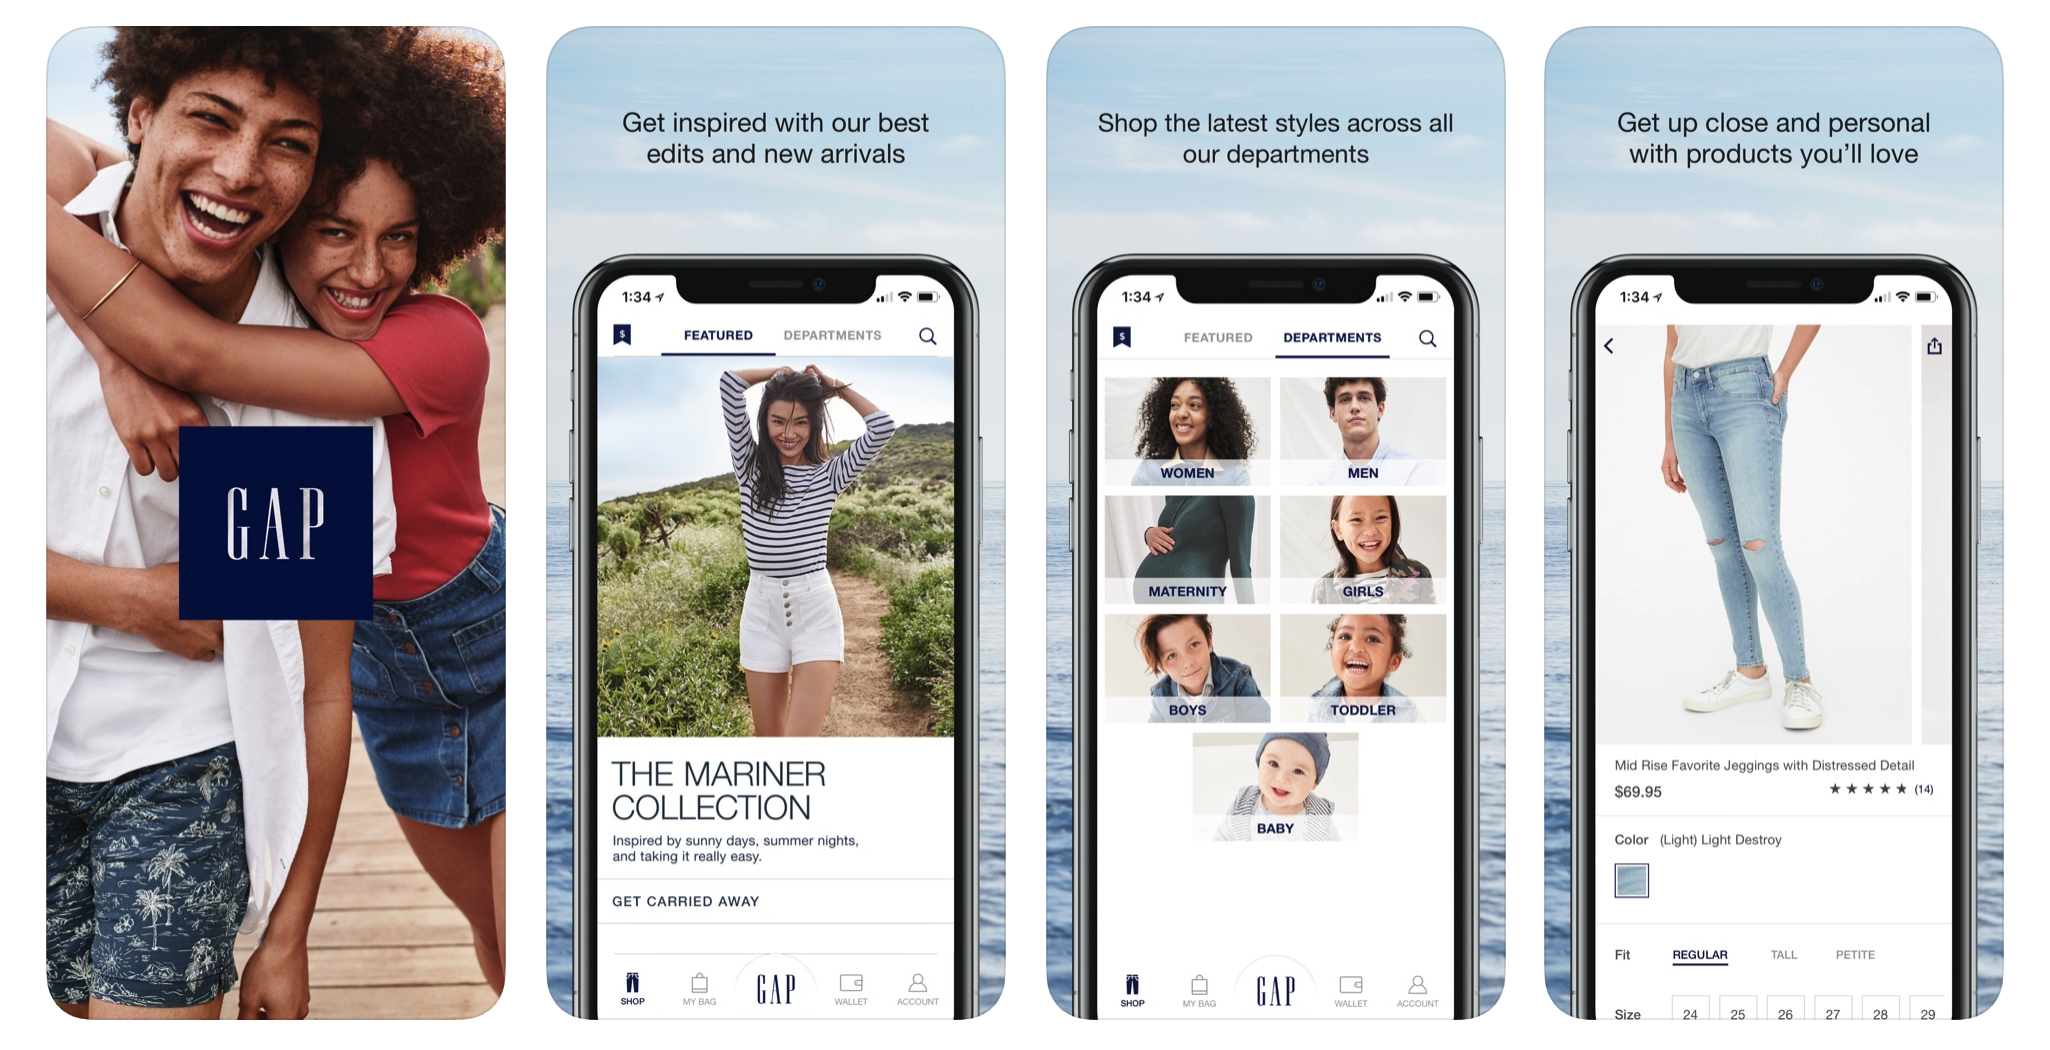 GAP
Get inspired with our best
edits and new arrivals
1:34
$
FEATURED
DEPARTMENTS
THE MARINER
COLLECTION
Inspired by sunny days, summer nights,
and taking it really easy.
GET CARRIED AWAY
SHOP
MY BAG
GAP
WALLET
ACCOUNT
Shop the latest styles across all
our departments
1:34
$
FEATURED
DEPARTMENTS
WOMEN
MEN
MATERNITY
GIRLS
BOYS
TODDLER
BABY
SHOP
MY BAG
GAP
WALLET
ACCOUNT
Get up close and personal
with products you’ll love
1:34
Mid Rise Favorite Jeggings with Distressed Detail
$69.95
(14)
Color (Light) Light Destroy
Fit REGULAR TALL PETITE
Size 24 25 26 27 28 29